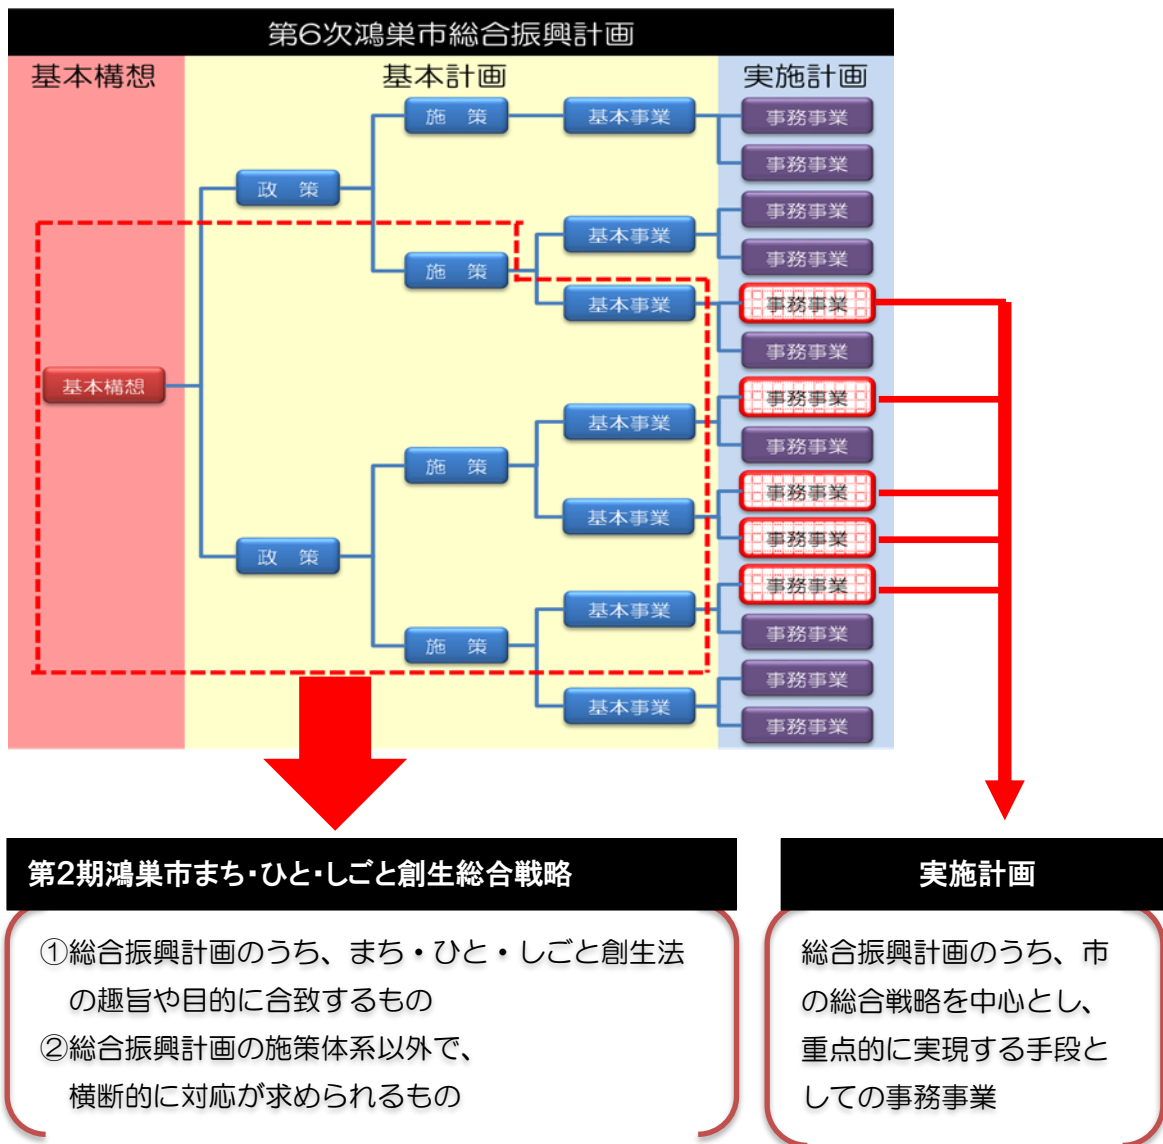 第6次鴻巣市総合振興計画
基本構想
基本計画
実施計画
施　策
基本事業
事務事業
事務事業
政　策
事務事業
基本事業
事務事業
施　策
事務事業
基本事業
事務事業
基本構想
事務事業
基本事業
事務事業
施　策
事務事業
基本事業
事務事業
政　策
事務事業
基本事業
事務事業
施　策
事務事業
基本事業
事務事業
第2期鴻巣市まち・ひと・しごと創生総合戦略
①総合振興計画のうち、まち・ひと・しごと創生法
の趣旨や目的に合致するもの
②総合振興計画の施策体系以外で、
横断的に対応が求められるもの
実施計画
総合振興計画のうち、市
の総合戦略を中心とし、
重点的に実現する手段と
しての事務事業